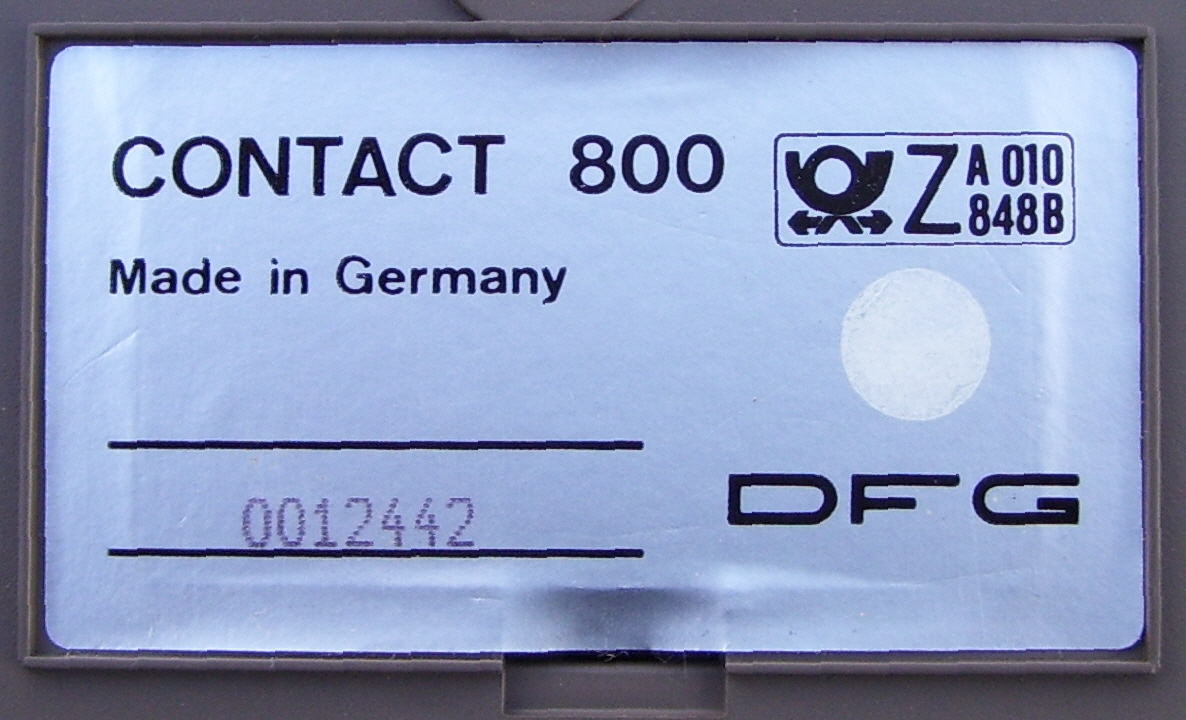 CONTACT 800
Z A 010
848B
Made in Germany
0012442
DFG